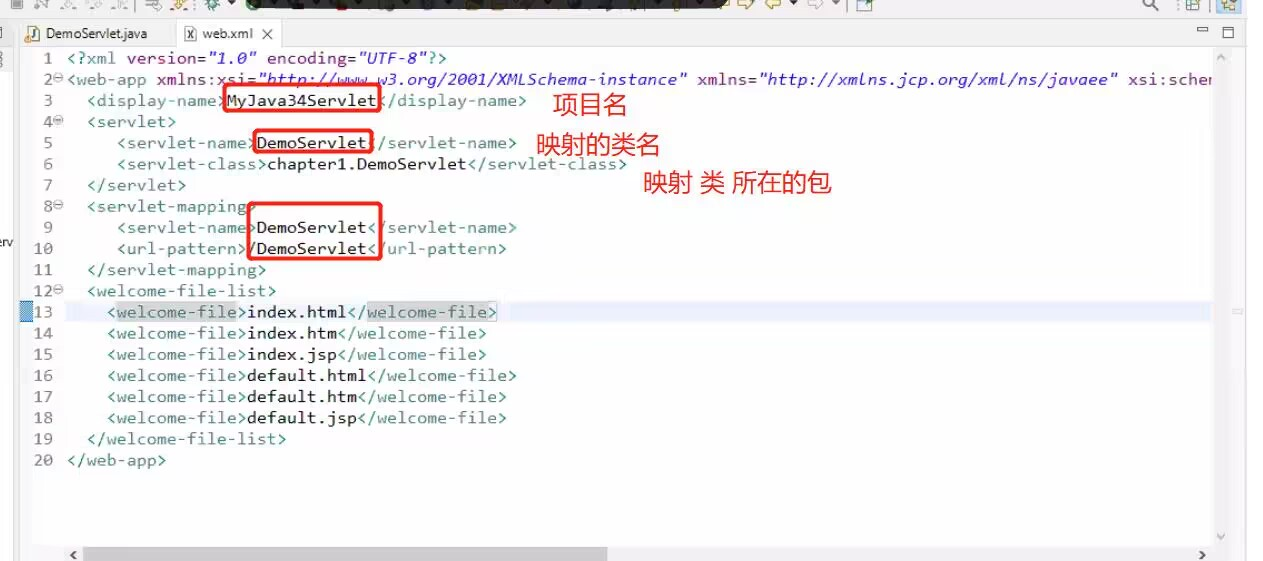 DemoServlet.java web.xml
1 <?xml version="1.0" encoding="UTF-8"?>
2 <web-app xmlns:xsi="http://www.w3.org/2001/XMLSchema-instance" xmlns="http://xmlns.jcp.org/xml/ns/javaee" xsi:schem
3 <display-name>MyJava34Servlet</display-name> 项目名
4 <servlet>
5 <servlet-name>DemoServlet</servlet-name> 映射的类名
6 <servlet-class>chapter1.DemoServlet</servlet-class>
映射 类 所在的包
7 </servlet>
8 <servlet-mapping>
9 <servlet-name>DemoServlet</servlet-name>
erv
10 <url-pattern>/DemoServlet</url-pattern>
11 </servlet-mapping>
12 <welcome-file-list>
13 <welcome-file>index.html</welcome-file>
14 <welcome-file>index.htm</welcome-file>
15 <welcome-file>index.jsp</welcome-file>
16 <welcome-file>default.html</welcome-file>
17 <welcome-file>default.htm</welcome-file>
18 <welcome-file>default.jsp</welcome-file>
19 </welcome-file-list>
20 </web-app>